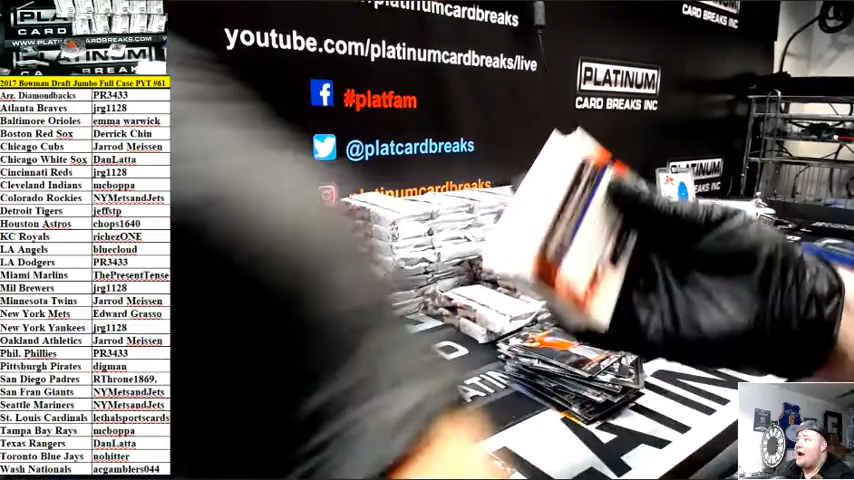 platinumcardbreaks
youtube.com/platinumcardbreaks/live
#platfam
@platcardbreaks
platinumcardbreaks
PLATINUM
CARD BREAKS INC
CARD BREAKS INC
PLATINUM
CARD BREAKS INC
2017 Bowman Draft Jumbo Full Case PYT #61
Arz. Diamondbacks PR3433
Atlanta Braves jrg1128
Baltimore Orioles emma warwick
Boston Red Sox Derrick Chin
Chicago Cubs Jarrod Meissen
Chicago White Sox DanLatta
Cincinnati Reds jrg1128
Cleveland Indians mcboppa
Colorado Rockies NYMetsandJets
Detroit Tigers jeffstp
Houston Astros chops1640
KC Royals richezONE
LA Angels bluecloud
LA Dodgers PR3433
Miami Marlins ThePresentTense
Mil Brewers jrg1128
Minnesota Twins Jarrod Meissen
New York Mets Edward Grasso
New York Yankees jrg1128
Oakland Athletics Jarrod Meissen
Phil. Phillies PR3433
Pittsburgh Pirates digman
San Diego Padres RThrone1869.
San Fran Giants NYMetsandJets
Seattle Mariners NYMetsandJets
St. Louis Cardinals lethalsportscards
Tampa Bay Rays mcboppa
Texas Rangers DanLatta
Toronto Blue Jays nohitter
Wash Nationals acgamblers044